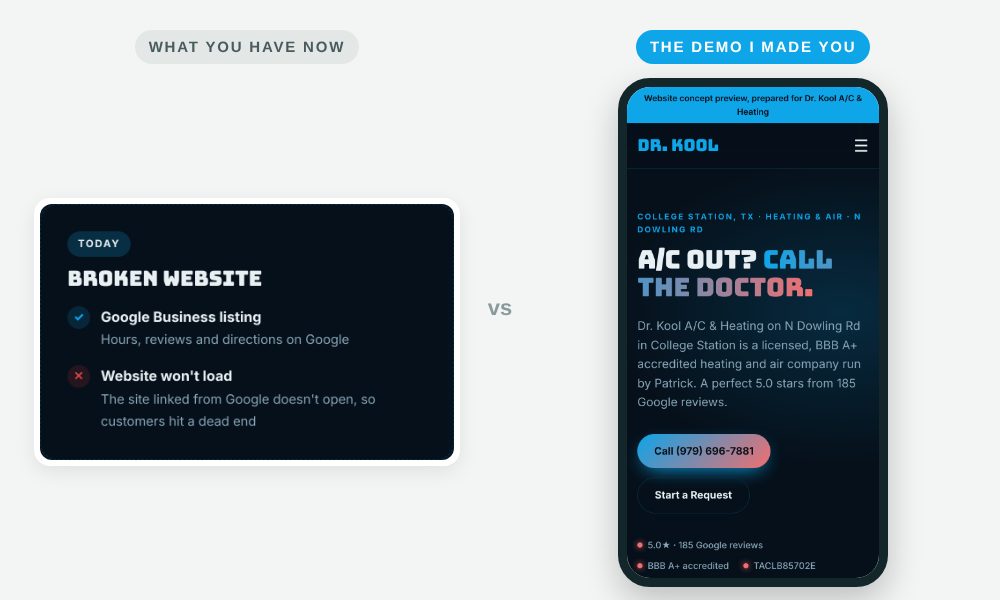 WHAT YOU HAVE NOW
TODAY
BROKEN WEBSITE
Google Business listing
Hours, reviews and directions on Google
Website won't load
The site linked from Google doesn't open, so
customers hit a dead end
vs
THE DEMO I MADE YOU
Website concept preview, prepared for Dr. Kool A/C &
Heating
DR. KOOL
COLLEGE STATION, TX · HEATING & AIR · N
DOWLING RD
A/C OUT? CALL
THE DOCTOR.
Dr. Kool A/C & Heating on N Dowling Rd
in College Station is a licensed, BBB A+
accredited heating and air company run
by Patrick. A perfect 5.0 stars from 185
Google reviews.
Call (979) 696-7881
Start a Request
5.0★ · 185 Google reviews
BBB A+ accredited TACLB85702E